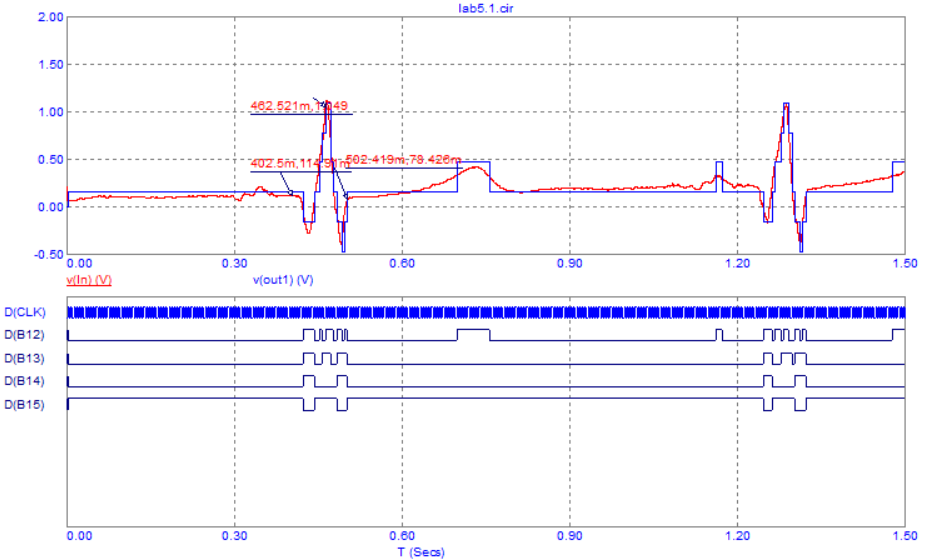 lab5.1.cir
2.00
1.50
1.00
462.521m,
0.50
402.5m,114.91m
502.419m,78.426m
0.00
-0.50
0.00 0.30 0.60 0.90 1.20 1.50
v(In) (V) v(out1) (V)
D(CLK)
D(B12)
D(B13)
D(B14)
D(B15)
0.00 0.30 0.60 0.90 1.20 1.50
T (Secs)